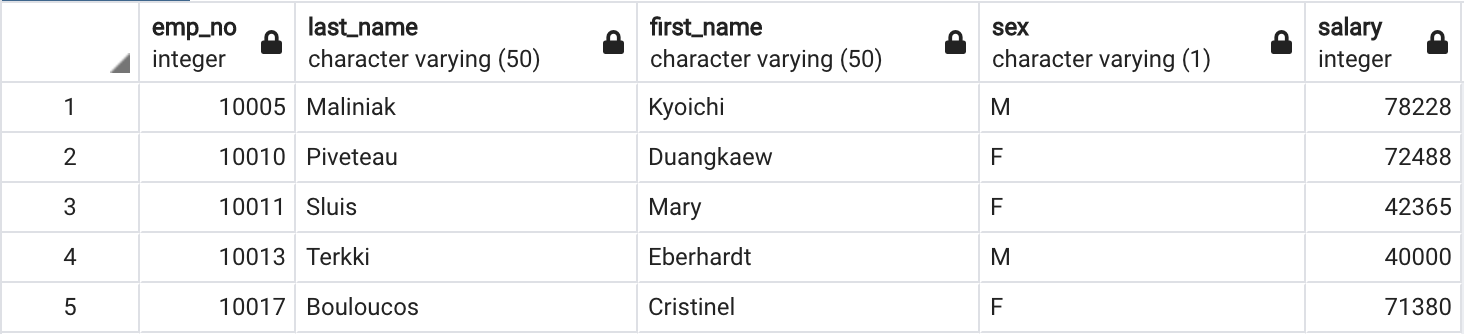 emp_no last_name first_name sex salary
integer character varying (50) character varying (50) character varying (1) integer
1 10005 Maliniak Kyoichi M 78228
2 10010 Piveteau Duangkaew F 72488
3 10011 Sluis Mary F 42365
4 10013 Terkki Eberhardt M 40000
5 10017 Bouloucos Cristinel F 71380